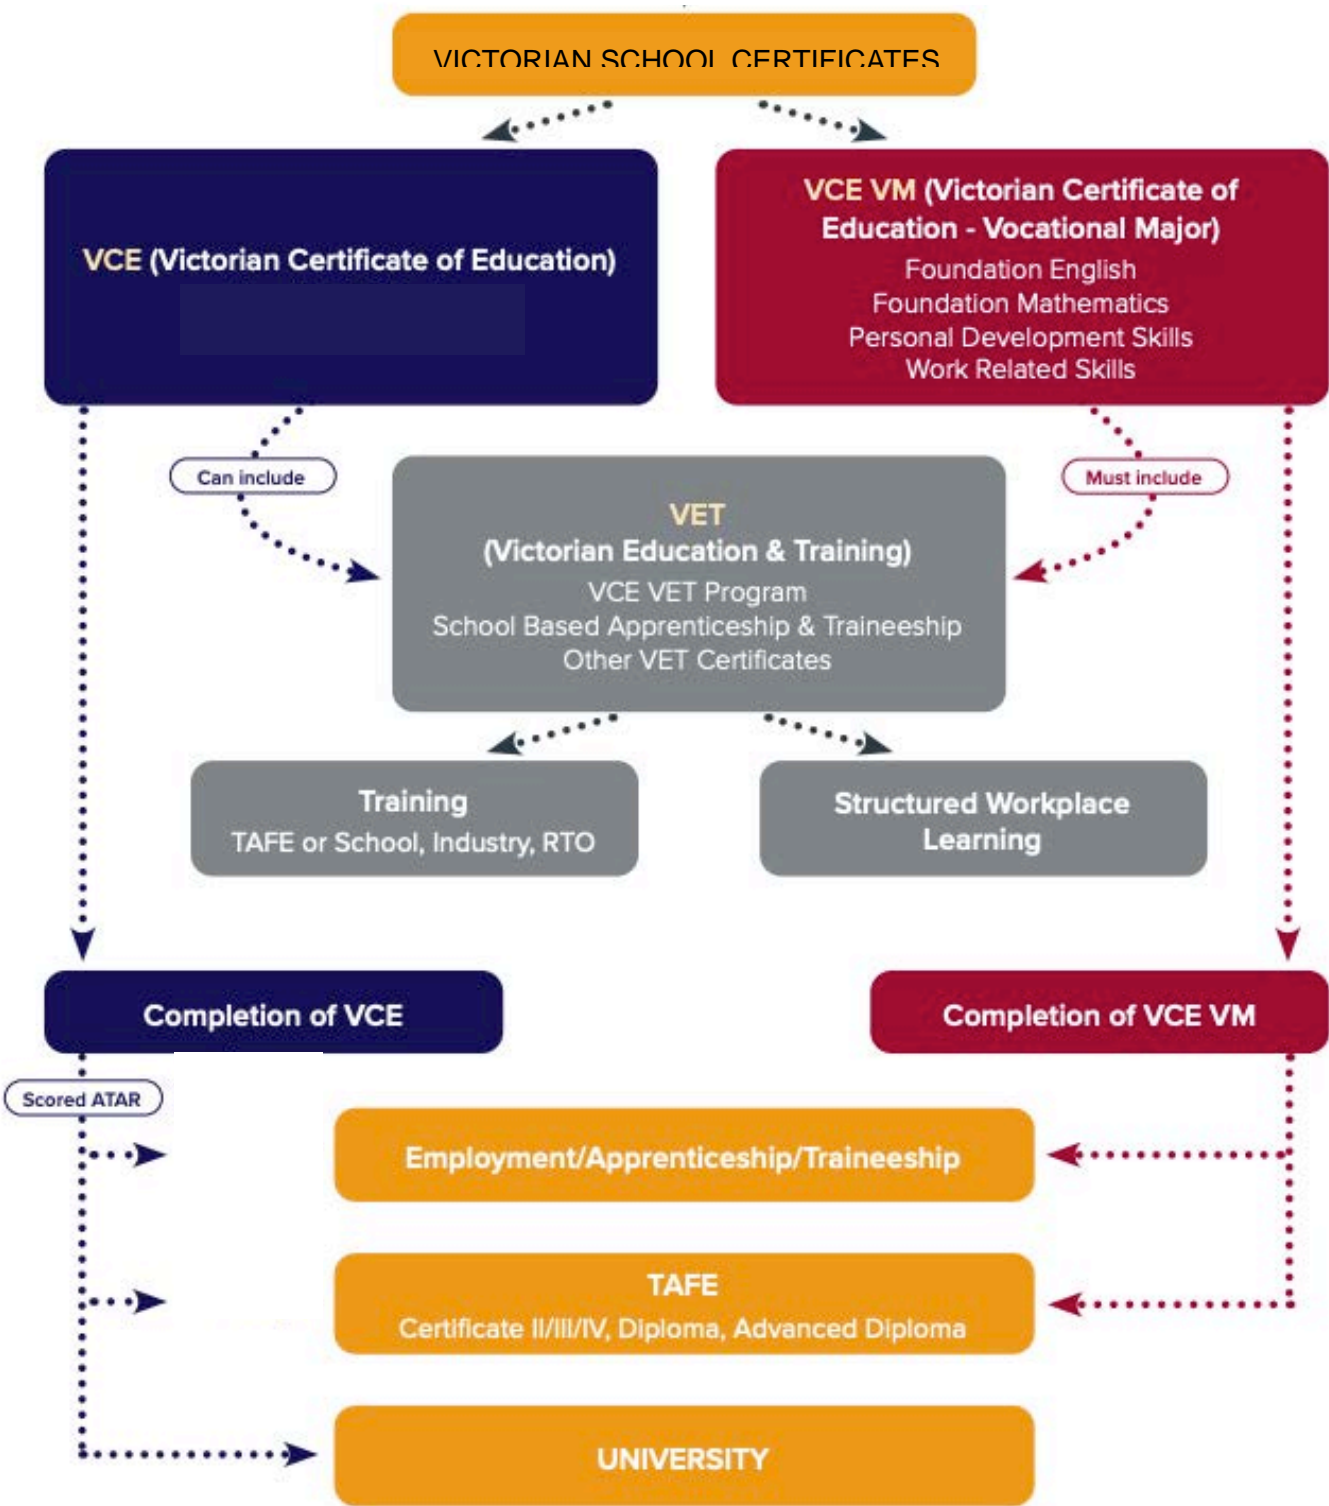 VICTORIAN SCHOOL CERTIFICATES
VCE (Victorian Certificate of Education)
VCE VM (Victorian Certificate of
Education - Vocational Major)
Foundation English
Foundation Mathematics
Personal Development Skills
Work Related Skills
Can include
Must include
VET
(Victorian Education & Training)
VCE VET Program
School Based Apprenticeship & Traineeship
Other VET Certificates
Training
TAFE or School, Industry, RTO
Structured Workplace
Learning
Completion of VCE
Completion of VCE VM
Scored ATAR
Employment/Apprenticeship/Traineeship
TAFE
Certificate II/III/IV, Diploma, Advanced Diploma
UNIVERSITY